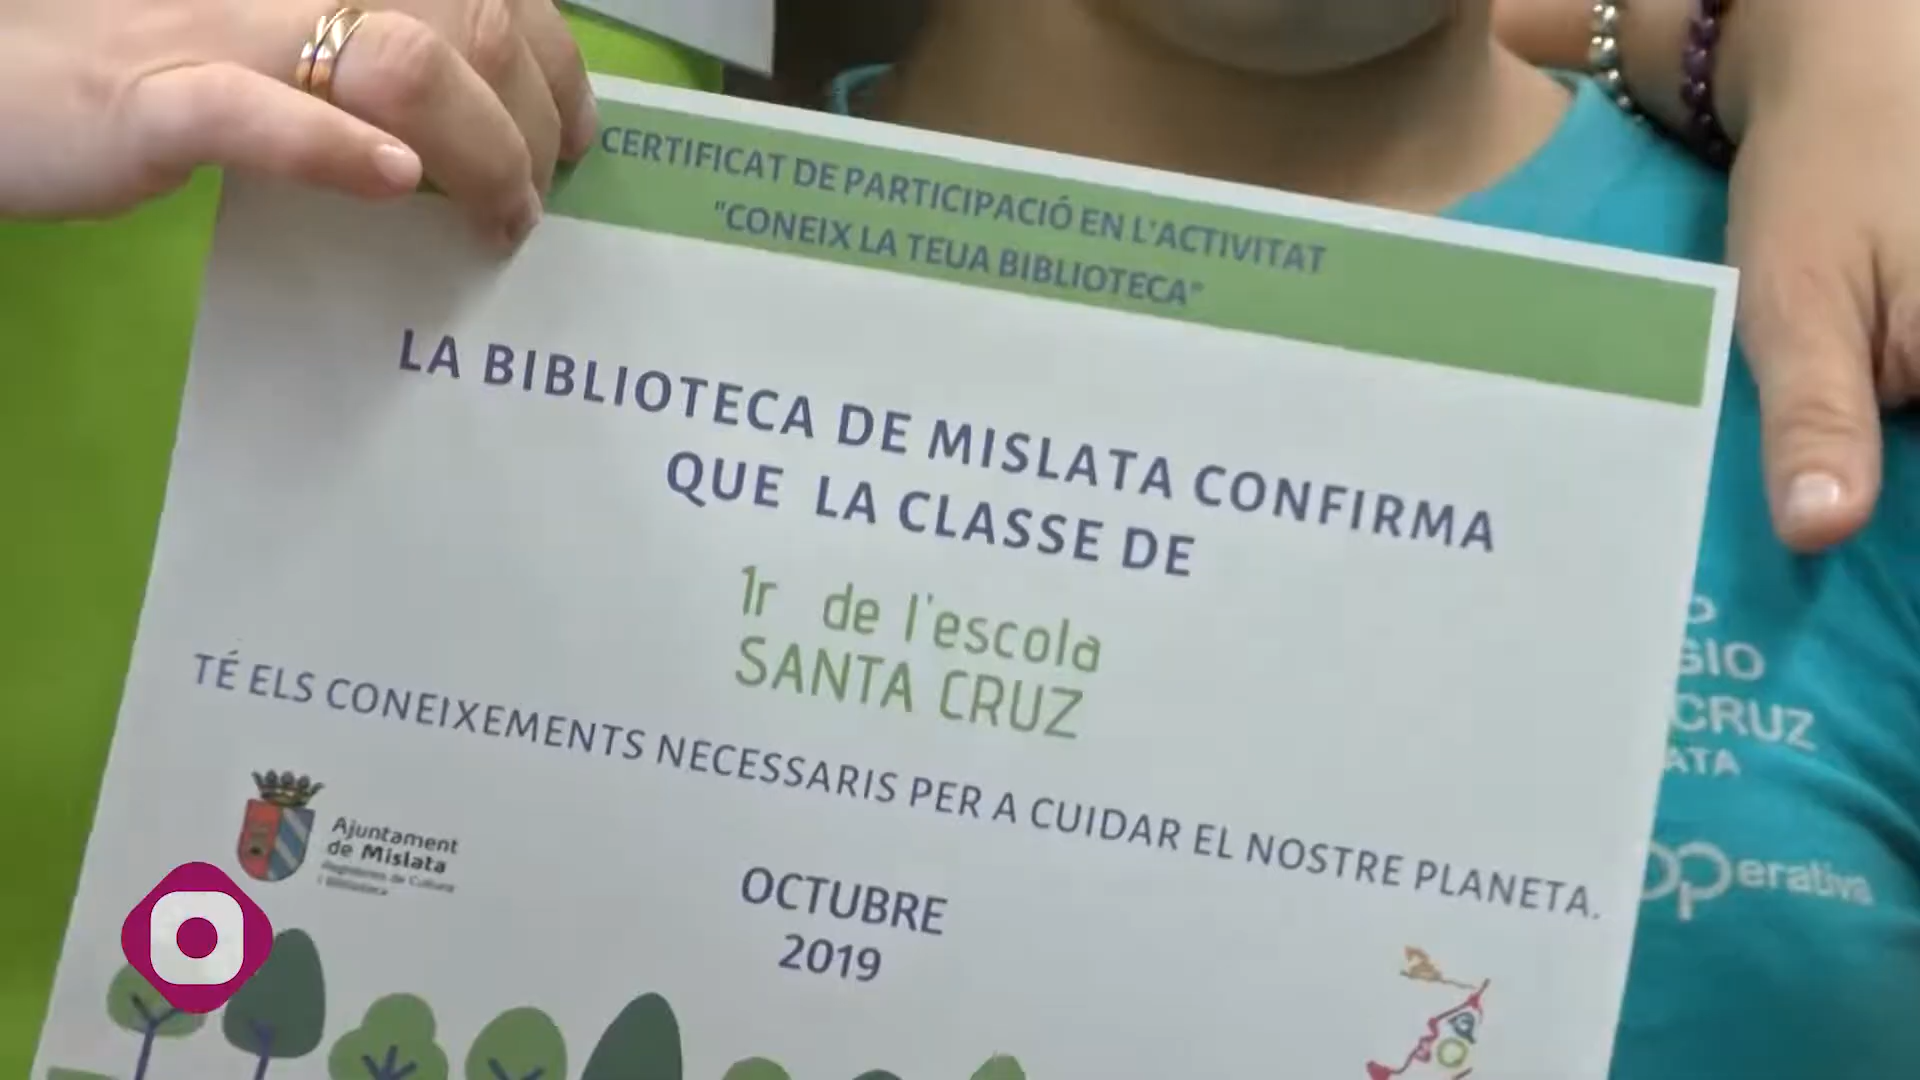 CERTIFICAT DE PARTICIPACIÓ EN L'ACTIVITAT
"CONEIX LA TEUA BIBLIOTECA"
LA BIBLIOTECA DE MISLATA CONFIRMA
QUE LA CLASSE DE
1r de l'escola
SANTA CRUZ
TÉ ELS CONEIXEMENTS NECESSARIS PER A CUIDAR EL NOSTRE PLANETA.
Ajuntament
de Mislata
OCTUBRE
2019
CRUZ